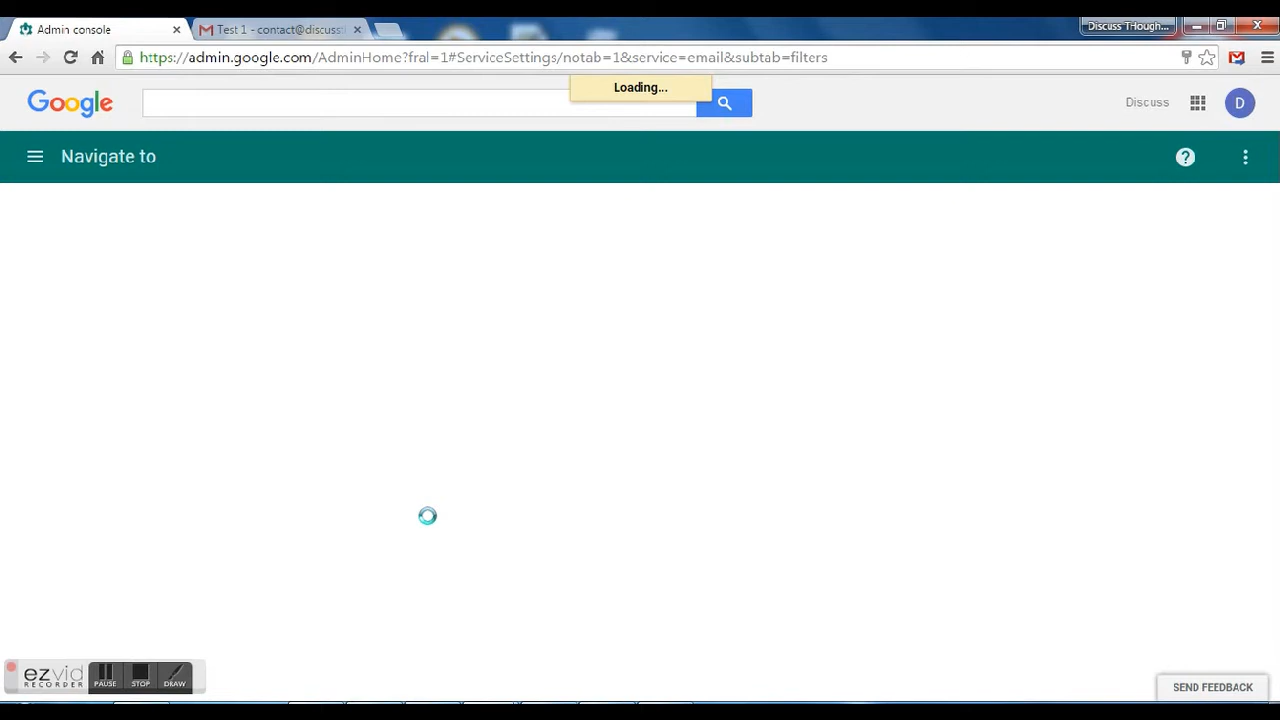 Admin console
Test 1 - contact@discusst
Discuss THough...
https://admin.google.com/AdminHome?fral=1#ServiceSettings/notab=1&service=email&subtab=filters
Loading...
Google
Discuss
D
Navigate to
ezvid
RECORDER
PAUSE
STOP
DRAW
SEND FEEDBACK